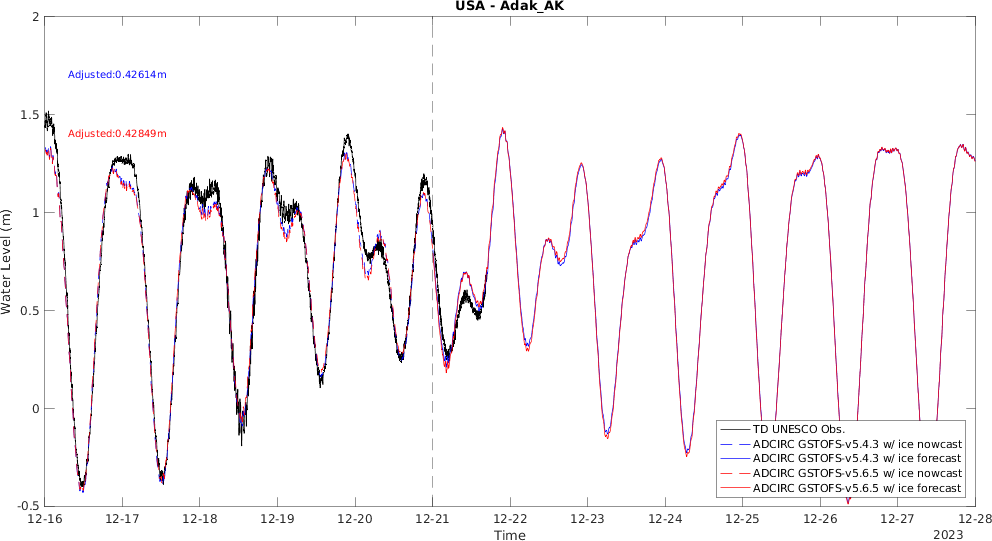 USA - Adak_AK
2
1.5
1
0.5
0
-0.5
Water Level (m)
Adjusted:0.42614m
Adjusted:0.42849m
TD UNESCO Obs.
ADCIRC GSTOFS-v5.4.3 w/ ice nowcast
ADCIRC GSTOFS-v5.4.3 w/ ice forecast
ADCIRC GSTOFS-v5.6.5 w/ ice nowcast
ADCIRC GSTOFS-v5.6.5 w/ ice forecast
12-16 12-17 12-18 12-19 12-20 12-21 12-22 12-23 12-24 12-25 12-26 12-27 12-28
Time
2023